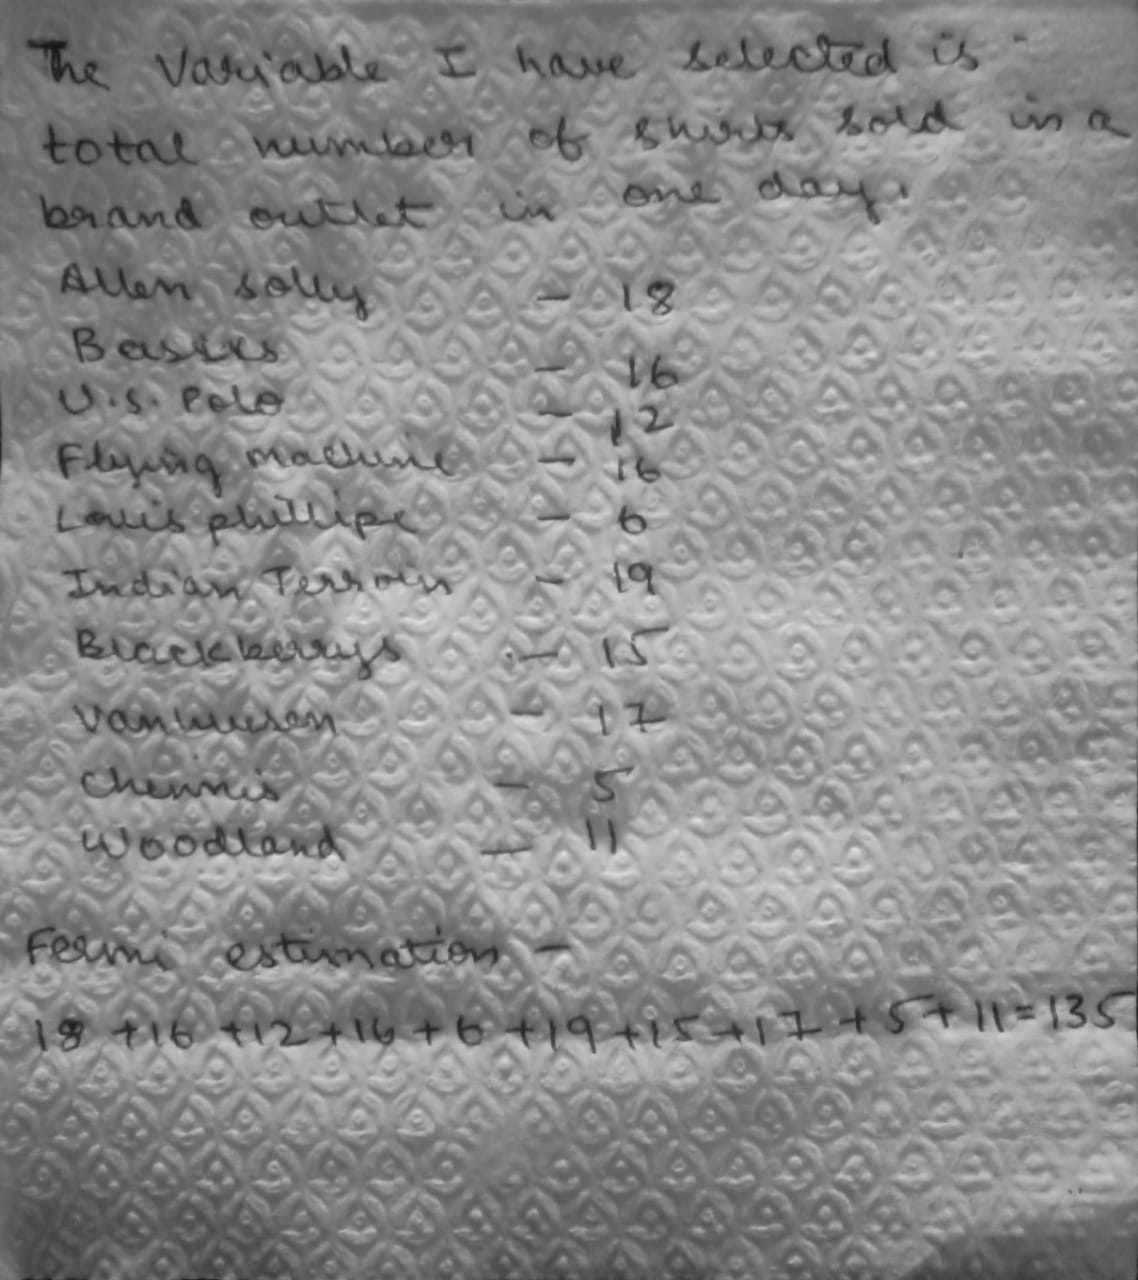 The Variable I have selected is
total number of shirts sold in a
brand outlet in one day.
Allen solly - 18
Basics - 16
U.S. Polo - 12
Flying machine - 16
Louis phillipe - 6
Indian Terrain - 19
Blackberrys - 15
Vanheusen - 17
Chennis - 5
Woodland - 11
Fermi estimation -
18 +16 +12 +16 + 6 +19 +15 +17 + 5 + 11 = 135